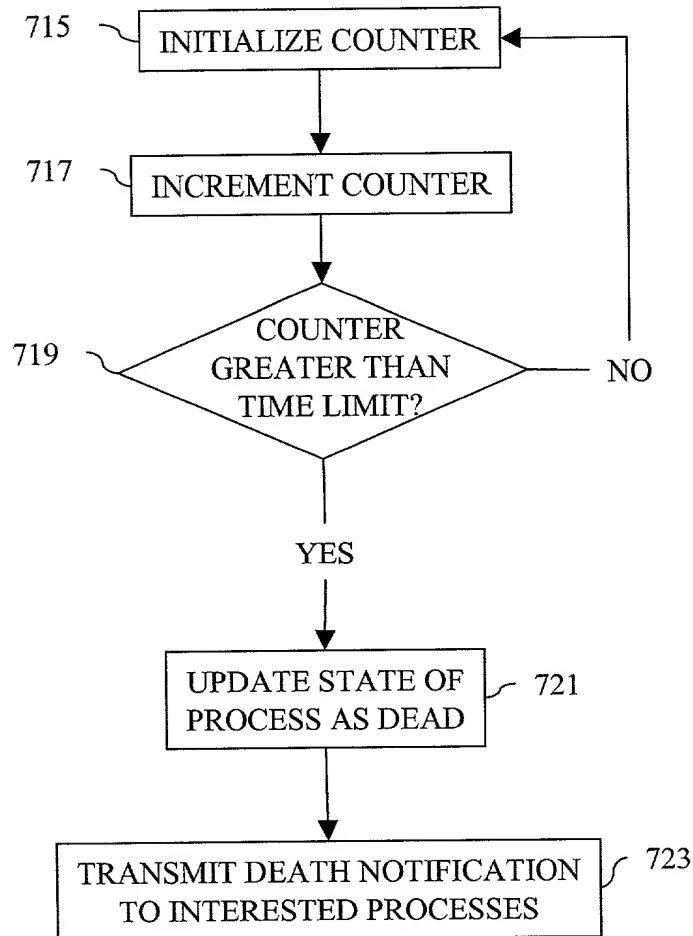 715
INITIALIZE COUNTER
717
INCREMENT COUNTER
719
COUNTER
GREATER THAN
TIME LIMIT?
NO
YES
UPDATE STATE OF
PROCESS AS DEAD
721
TRANSMIT DEATH NOTIFICATION
TO INTERESTED PROCESSES
723